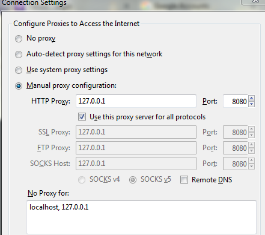 Connection Settings
Configure Proxies to Access the Internet
No proxy
Auto-detect proxy settings for this network
Use system proxy settings
Manual proxy configuration:
HTTP Proxy: 127.0.0.1 Port: 8080
Use this proxy server for all protocols
SSL Proxy: 127.0.0.1 Port: 8080
FTP Proxy: 127.0.0.1 Port: 8080
SOCKS Host: 127.0.0.1 Port: 8080
SOCKS v4 SOCKS v5 Remote DNS
No Proxy for:
localhost, 127.0.0.1